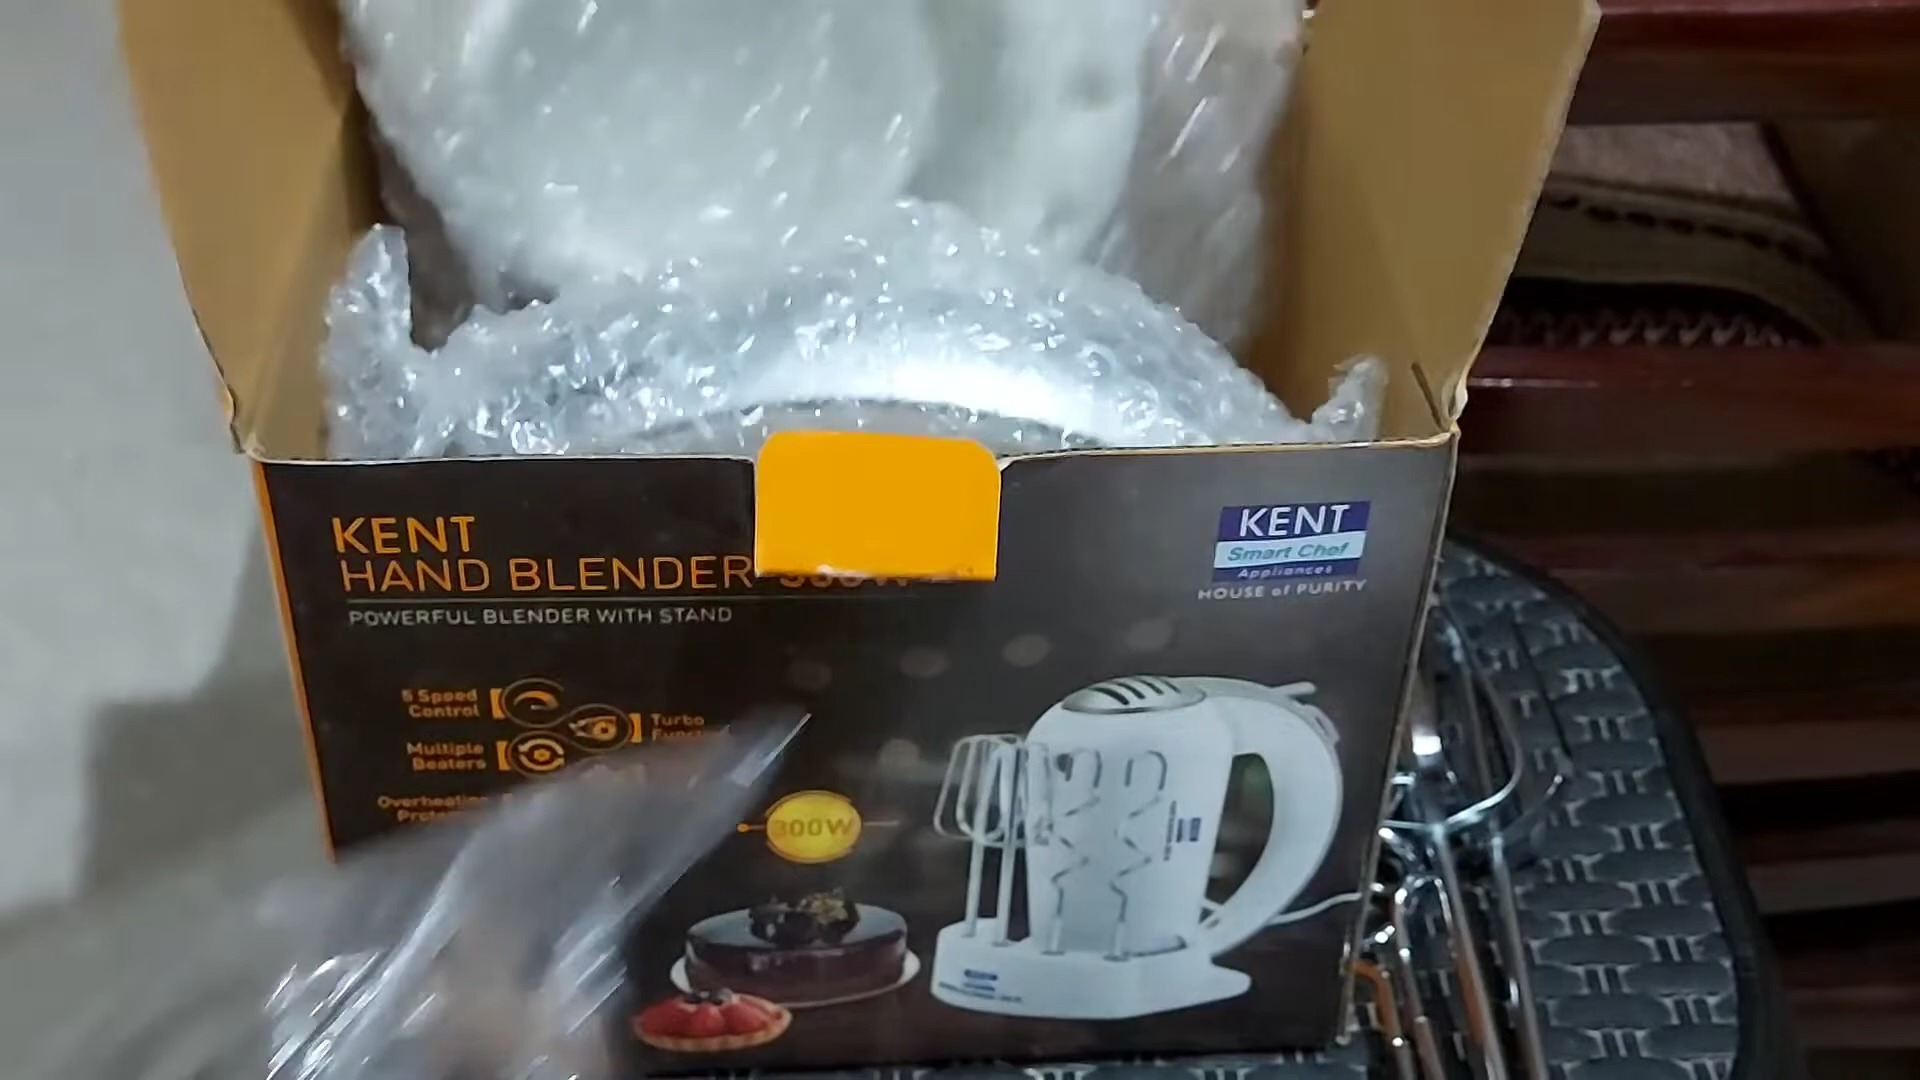 KENT
HAND BLENDER
POWERFUL BLENDER WITH STAND
KENT
Smart Chef
Appliances
HOUSE of PURITY
5 Speed
Control
Turbo
Multiple
Beaters
300W